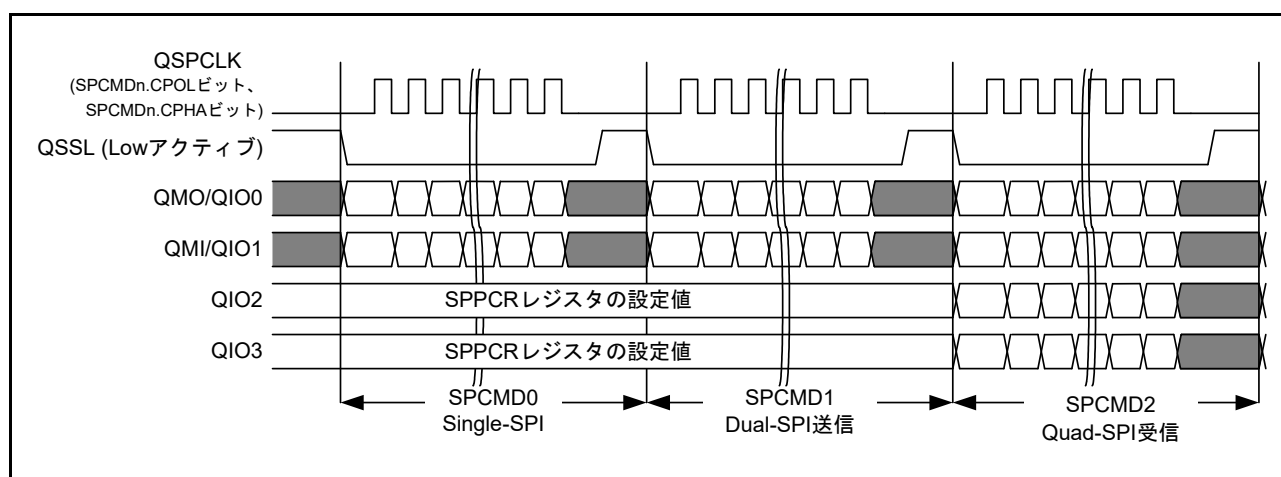 QSPCLK
(SPCMDn.CPOLビット、
SPCMDn.CPHAビット)
QSSL (Lowアクティブ)
QMO/QIO0
QMI/QIO1
QIO2
SPPCRレジスタの設定値
QIO3
SPPCRレジスタの設定値
SPCMD0
Single-SPI
SPCMD1
Dual-SPI送信
SPCMD2
Quad-SPI受信